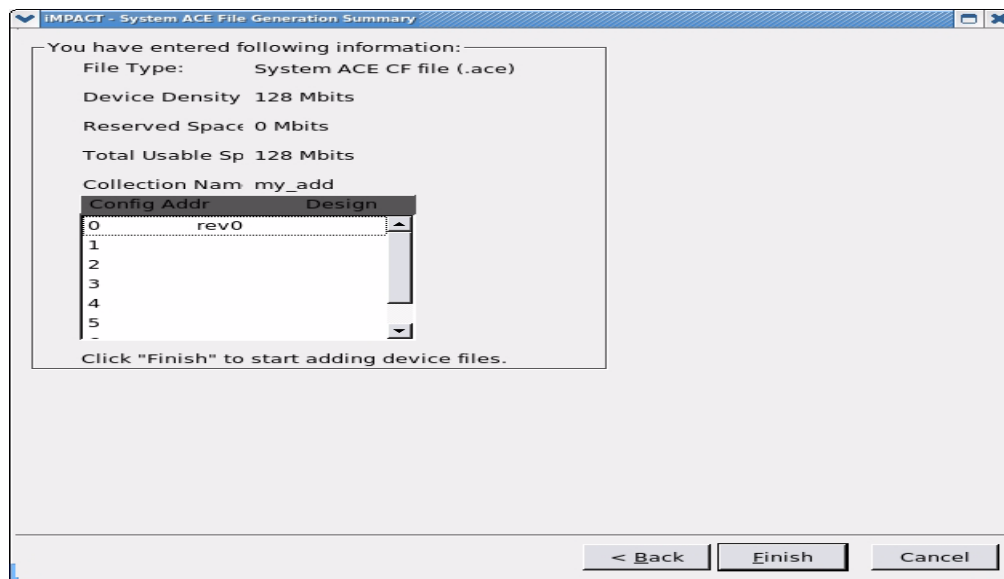 iMPACT - System ACE File Generation Summary
You have entered following information:
File Type: System ACE CF file (.ace)
Device Density 128 Mbits
Reserved Space 0 Mbits
Total Usable Sp 128 Mbits
Collection Nam my_add
Config Addr Design
0 rev0
1
2
3
4
5
Click "Finish" to start adding device files.
< Back Finish Cancel